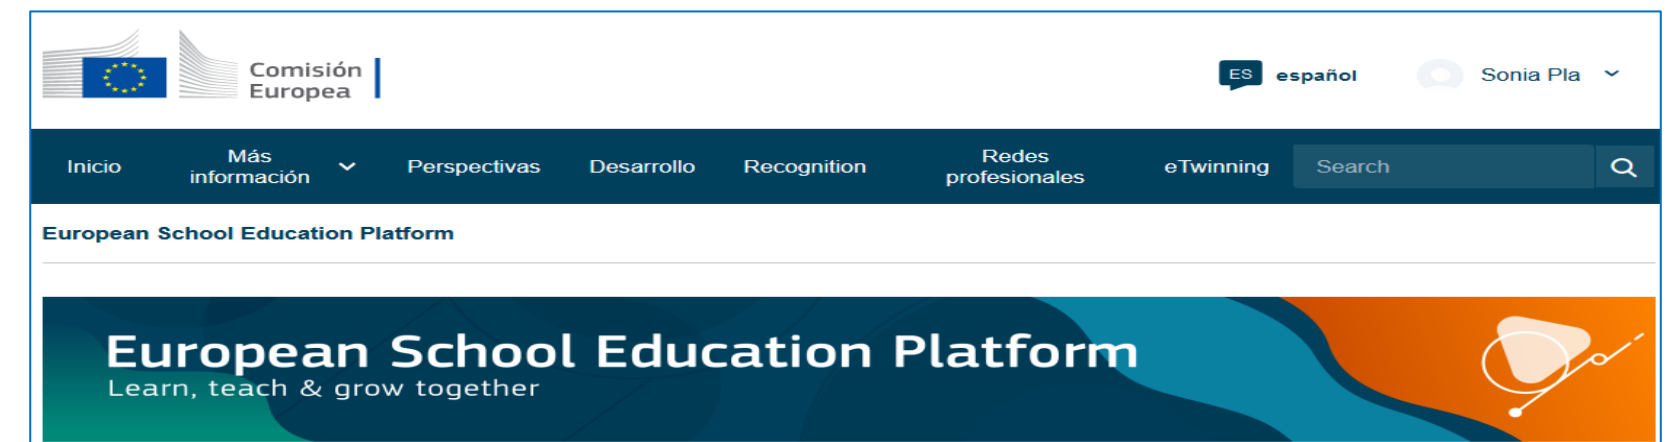 Comisión
Europea
ES español
Sonia Pla
Inicio
Más
información
Perspectivas
Desarrollo
Recognition
Redes
profesionales
eTwinning
Search
European School Education Platform
European School Education Platform
Learn, teach & grow together